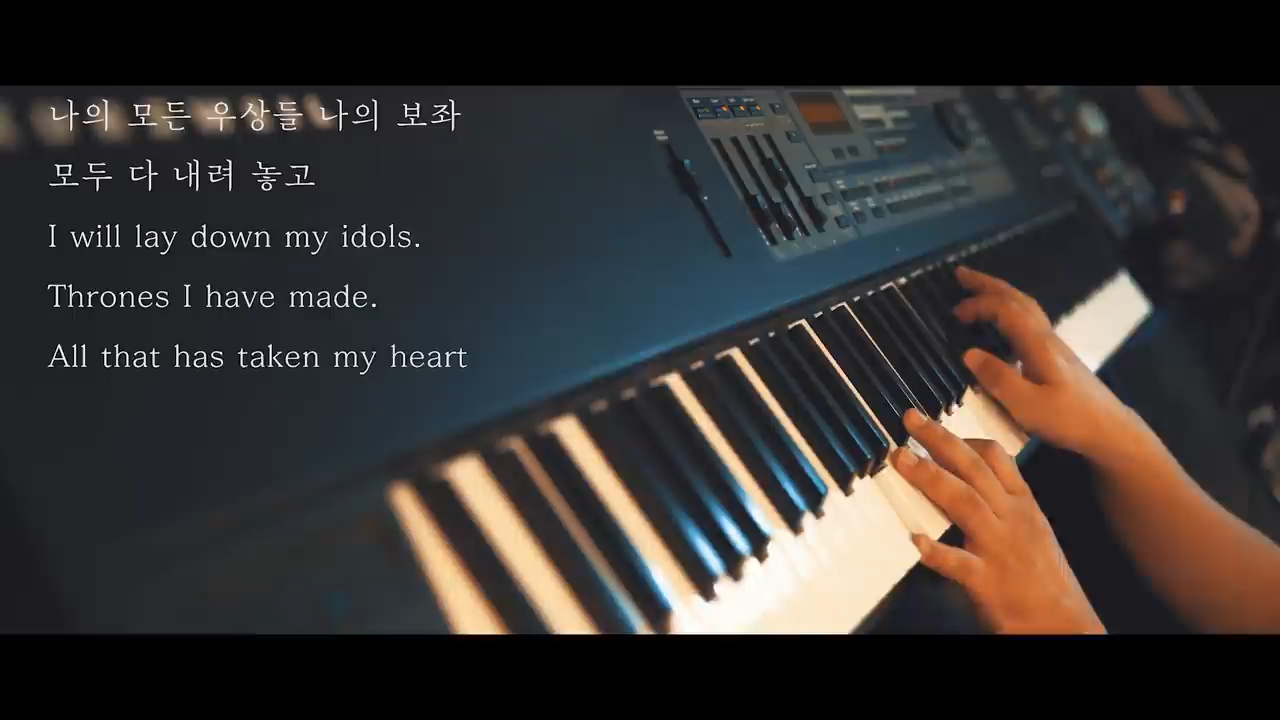 나의 모든 우상들 나의 보좌
모두 다 내려 놓고
I will lay down my idols.
Thrones I have made.
All that has taken my heart